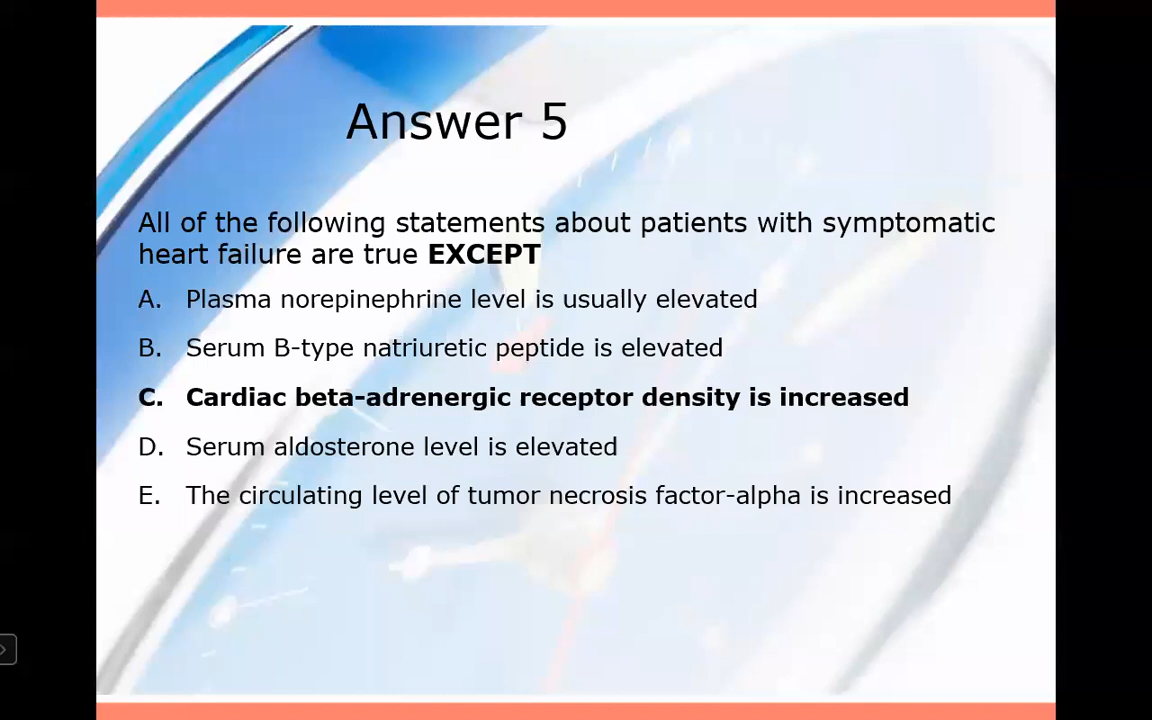 Answer 5
All of the following statements about patients with symptomatic
heart failure are true EXCEPT
A. Plasma norepinephrine level is usually elevated
B. Serum B-type natriuretic peptide is elevated
C. Cardiac beta-adrenergic receptor density is increased
D. Serum aldosterone level is elevated
E. The circulating level of tumor necrosis factor-alpha is increased